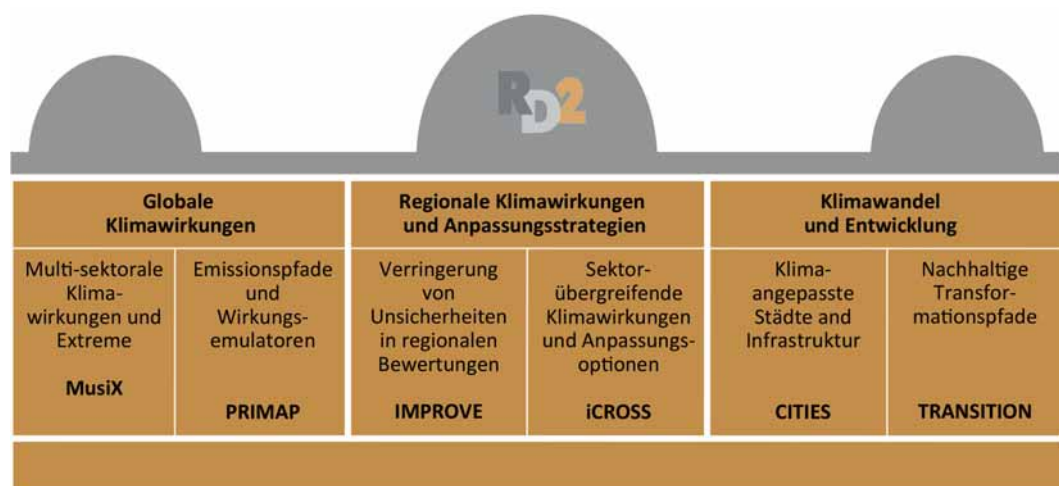 RD2
Globale
Klimawirkungen
Multi-sektorale
Klima-
wirkungen und
Extreme
MusiX
Emissionspfade
und
Wirkungs-
emulatoren
PRIMAP
Regionale Klimawirkungen
und Anpassungsstrategien
Verringerung
von
Unsicherheiten
in regionalen
Bewertungen
IMPROVE
Sektor-
übergreifende
Klimawirkungen
und Anpassungs-
optionen
iCROSS
Klimawandel
und Entwicklung
Klima-
angepasste
Städte and
Infrastruktur
CITIES
Nachhaltige
Transfor-
mationspfade
TRANSITION